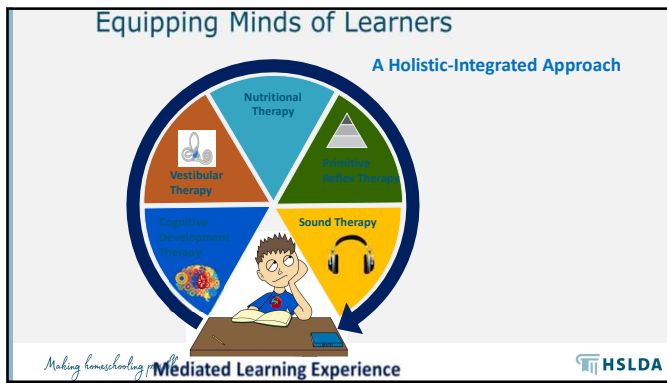 Equipping Minds of Learners
A Holistic-Integrated Approach
Nutritional
Therapy
Vestibular
Therapy
Primitive
Reflex Therapy
Cognitive
Development
Therapy
Sound Therapy
Making homeschooling
Mediated Learning Experience
HSLDA